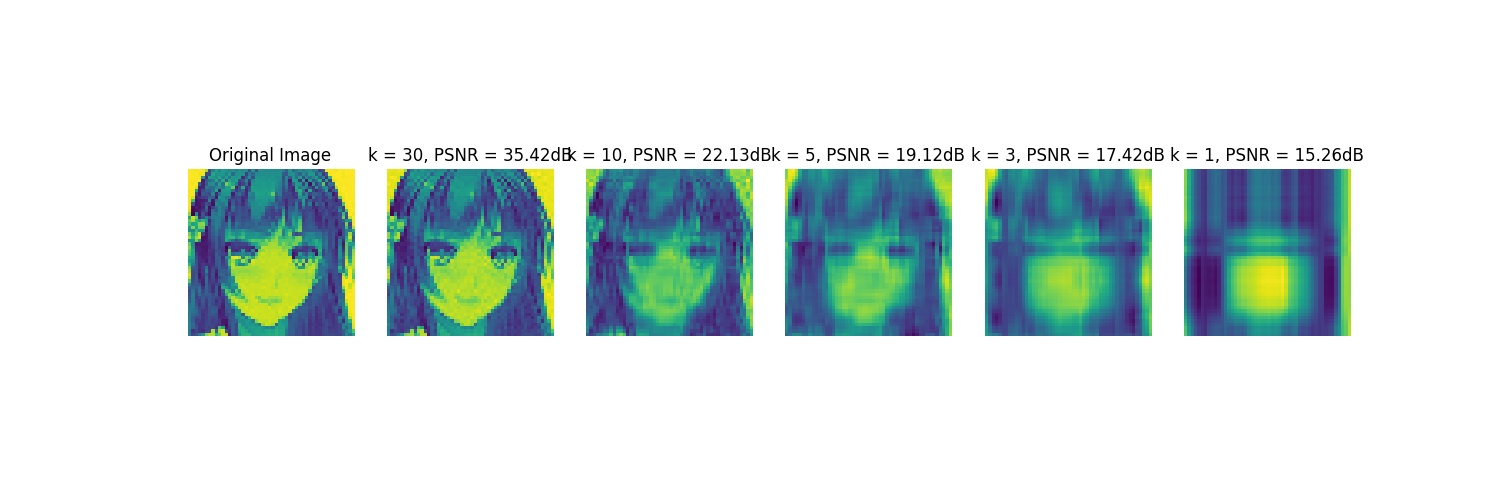 Original Image
k = 30, PSNR = 35.42dB
k = 10, PSNR = 22.13dB
k = 5, PSNR = 19.12dB
k = 3, PSNR = 17.42dB
k = 1, PSNR = 15.26dB